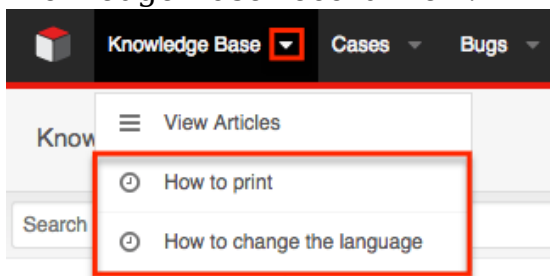 Knowledge Base Cases Bugs
View Articles
Know
How to print
Search
How to change the language